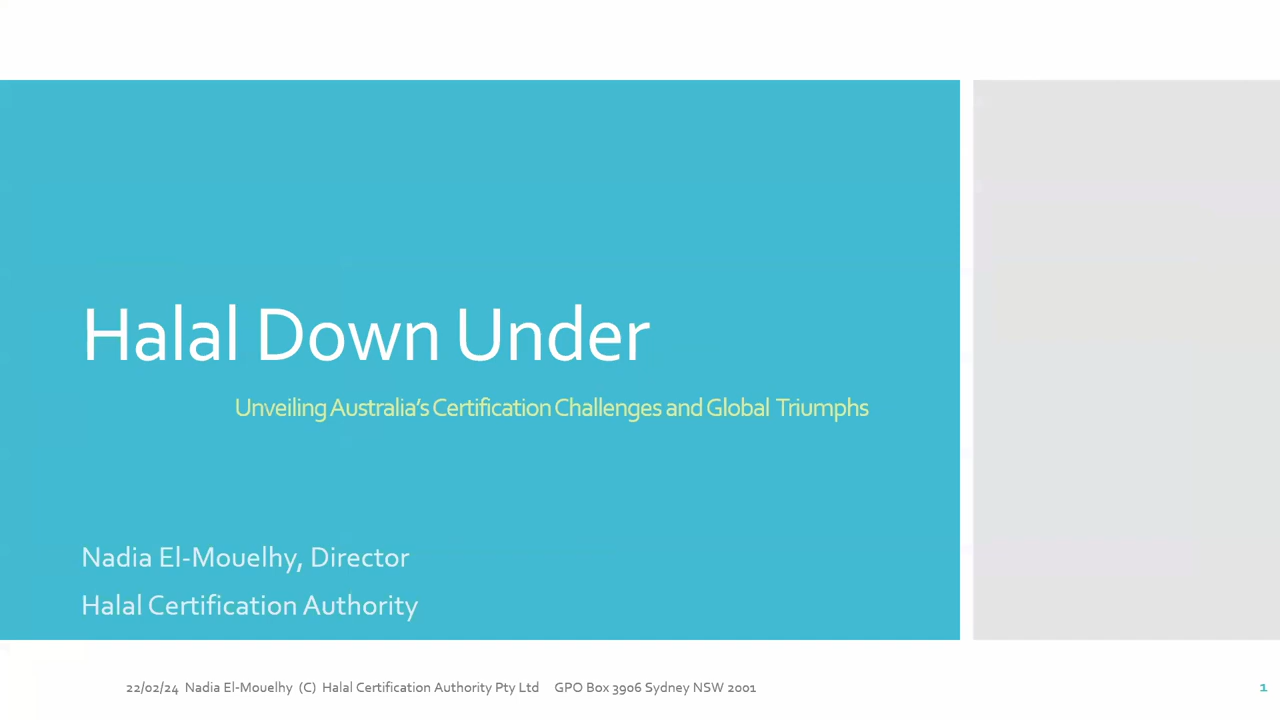 Halal Down Under
Unveiling Australia's Certification Challenges and Global Triumphs
Nadia El-Mouelhy, Director
Halal Certification Authority
22/02/24 Nadia El-Mouelhy (C) Halal Certification Authority Pty Ltd GPO Box 3906 Sydney NSW 2001
1